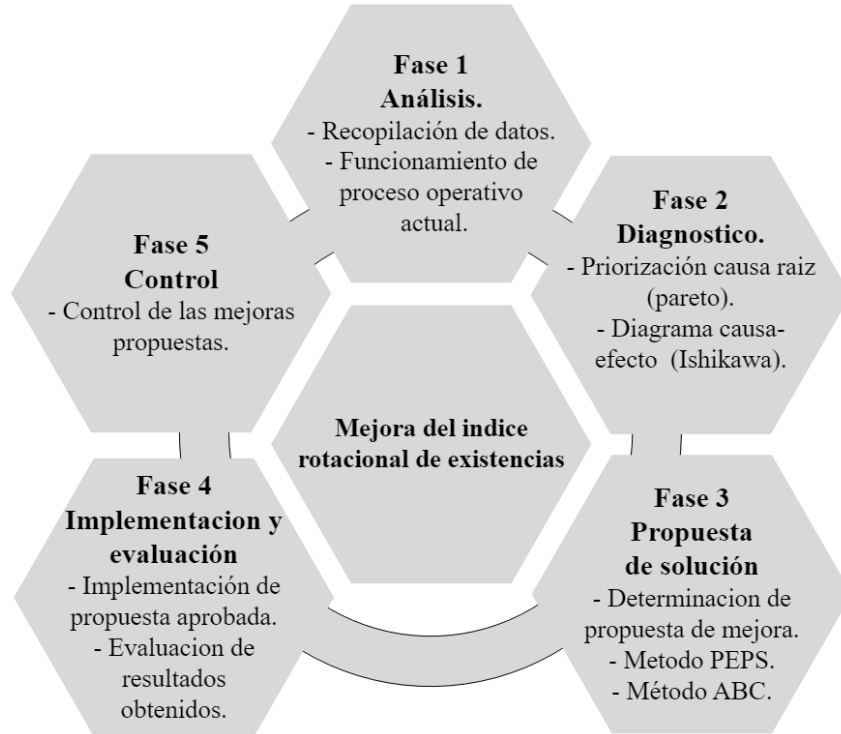 Fase 1
Análisis.
- Recopilación de datos.
- Funcionamiento de
proceso operativo
actual.
Fase 2
Diagnostico.
- Priorización causa raiz
(pareto).
- Diagrama causa-
efecto (Ishikawa).
Fase 3
Propuesta
de solución
- Determinacion de
propuesta de mejora.
- Metodo PEPS.
- Método ABC.
Fase 4
Implementacion y
evaluación
- Implementación de
propuesta aprobada.
- Evaluacion de
resultados
obtenidos.
Fase 5
Control
- Control de las mejoras
propuestas.
Mejora del indice
rotacional de existencias